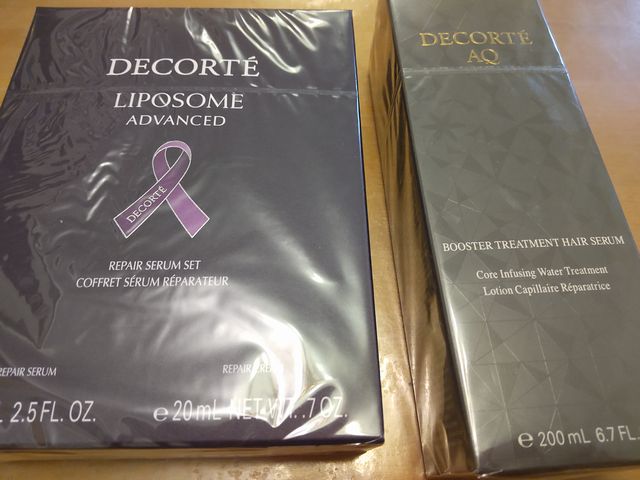 DECORTÉ
LIPOSOME
ADVANCED
DECORTÉ
REPAIR SERUM SET
COFFRET SÉRUM RÉPARATEUR
REPAIR SERUM
REPAIR CREAM
L 2.5 FL. OZ.
e 20 mL NET WT. .7 OZ.
DECORTÉ
AQ
BOOSTER TREATMENT HAIR SERUM
Core Infusing Water Treatment
Lotion Capillaire Réparatrice
e 200 mL 6.7 FL.